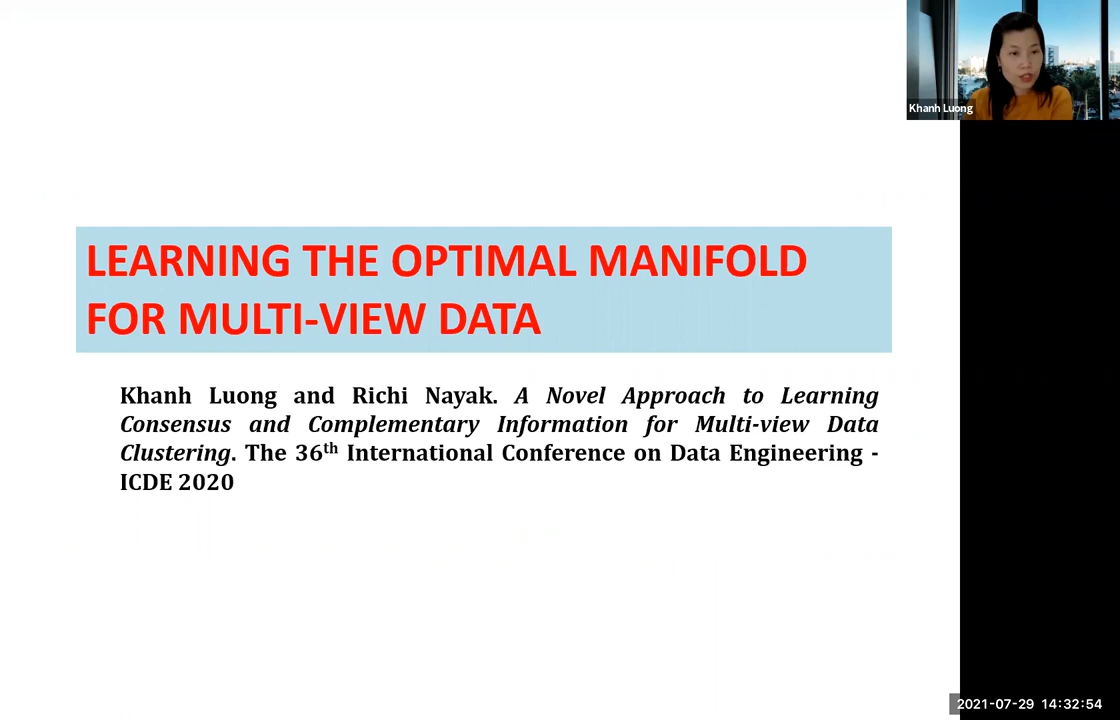 Khanh Luong
LEARNING THE OPTIMAL MANIFOLD
FOR MULTI-VIEW DATA
Khanh Luong and Richi Nayak. A Novel Approach to Learning
Consensus and Complementary Information for Multi-view Data
Clustering. The 36th International Conference on Data Engineering -
ICDE 2020
2021-07-29 14:32:54